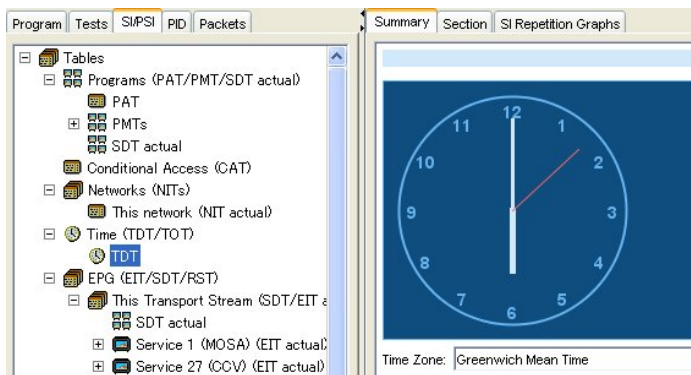 Program Tests SI/PSI PID Packets
Tables
Programs (PAT/PMT/SDT actual)
PAT
PMTs
SDT actual
Conditional Access (CAT)
Networks (NITs)
This network (NIT actual)
Time (TDT/TOT)
TDT
EPG (EIT/SDT/RST)
This Transport Stream (SDT/EIT
SDT actual
Service 1 (MOSA) (EIT actual)
Service 27 (CCV) (EIT actual)
Summary Section SI Repetition Graphs
12
1
2
3
4
5
6
7
8
9
10
11
Time Zone: Greenwich Mean Time